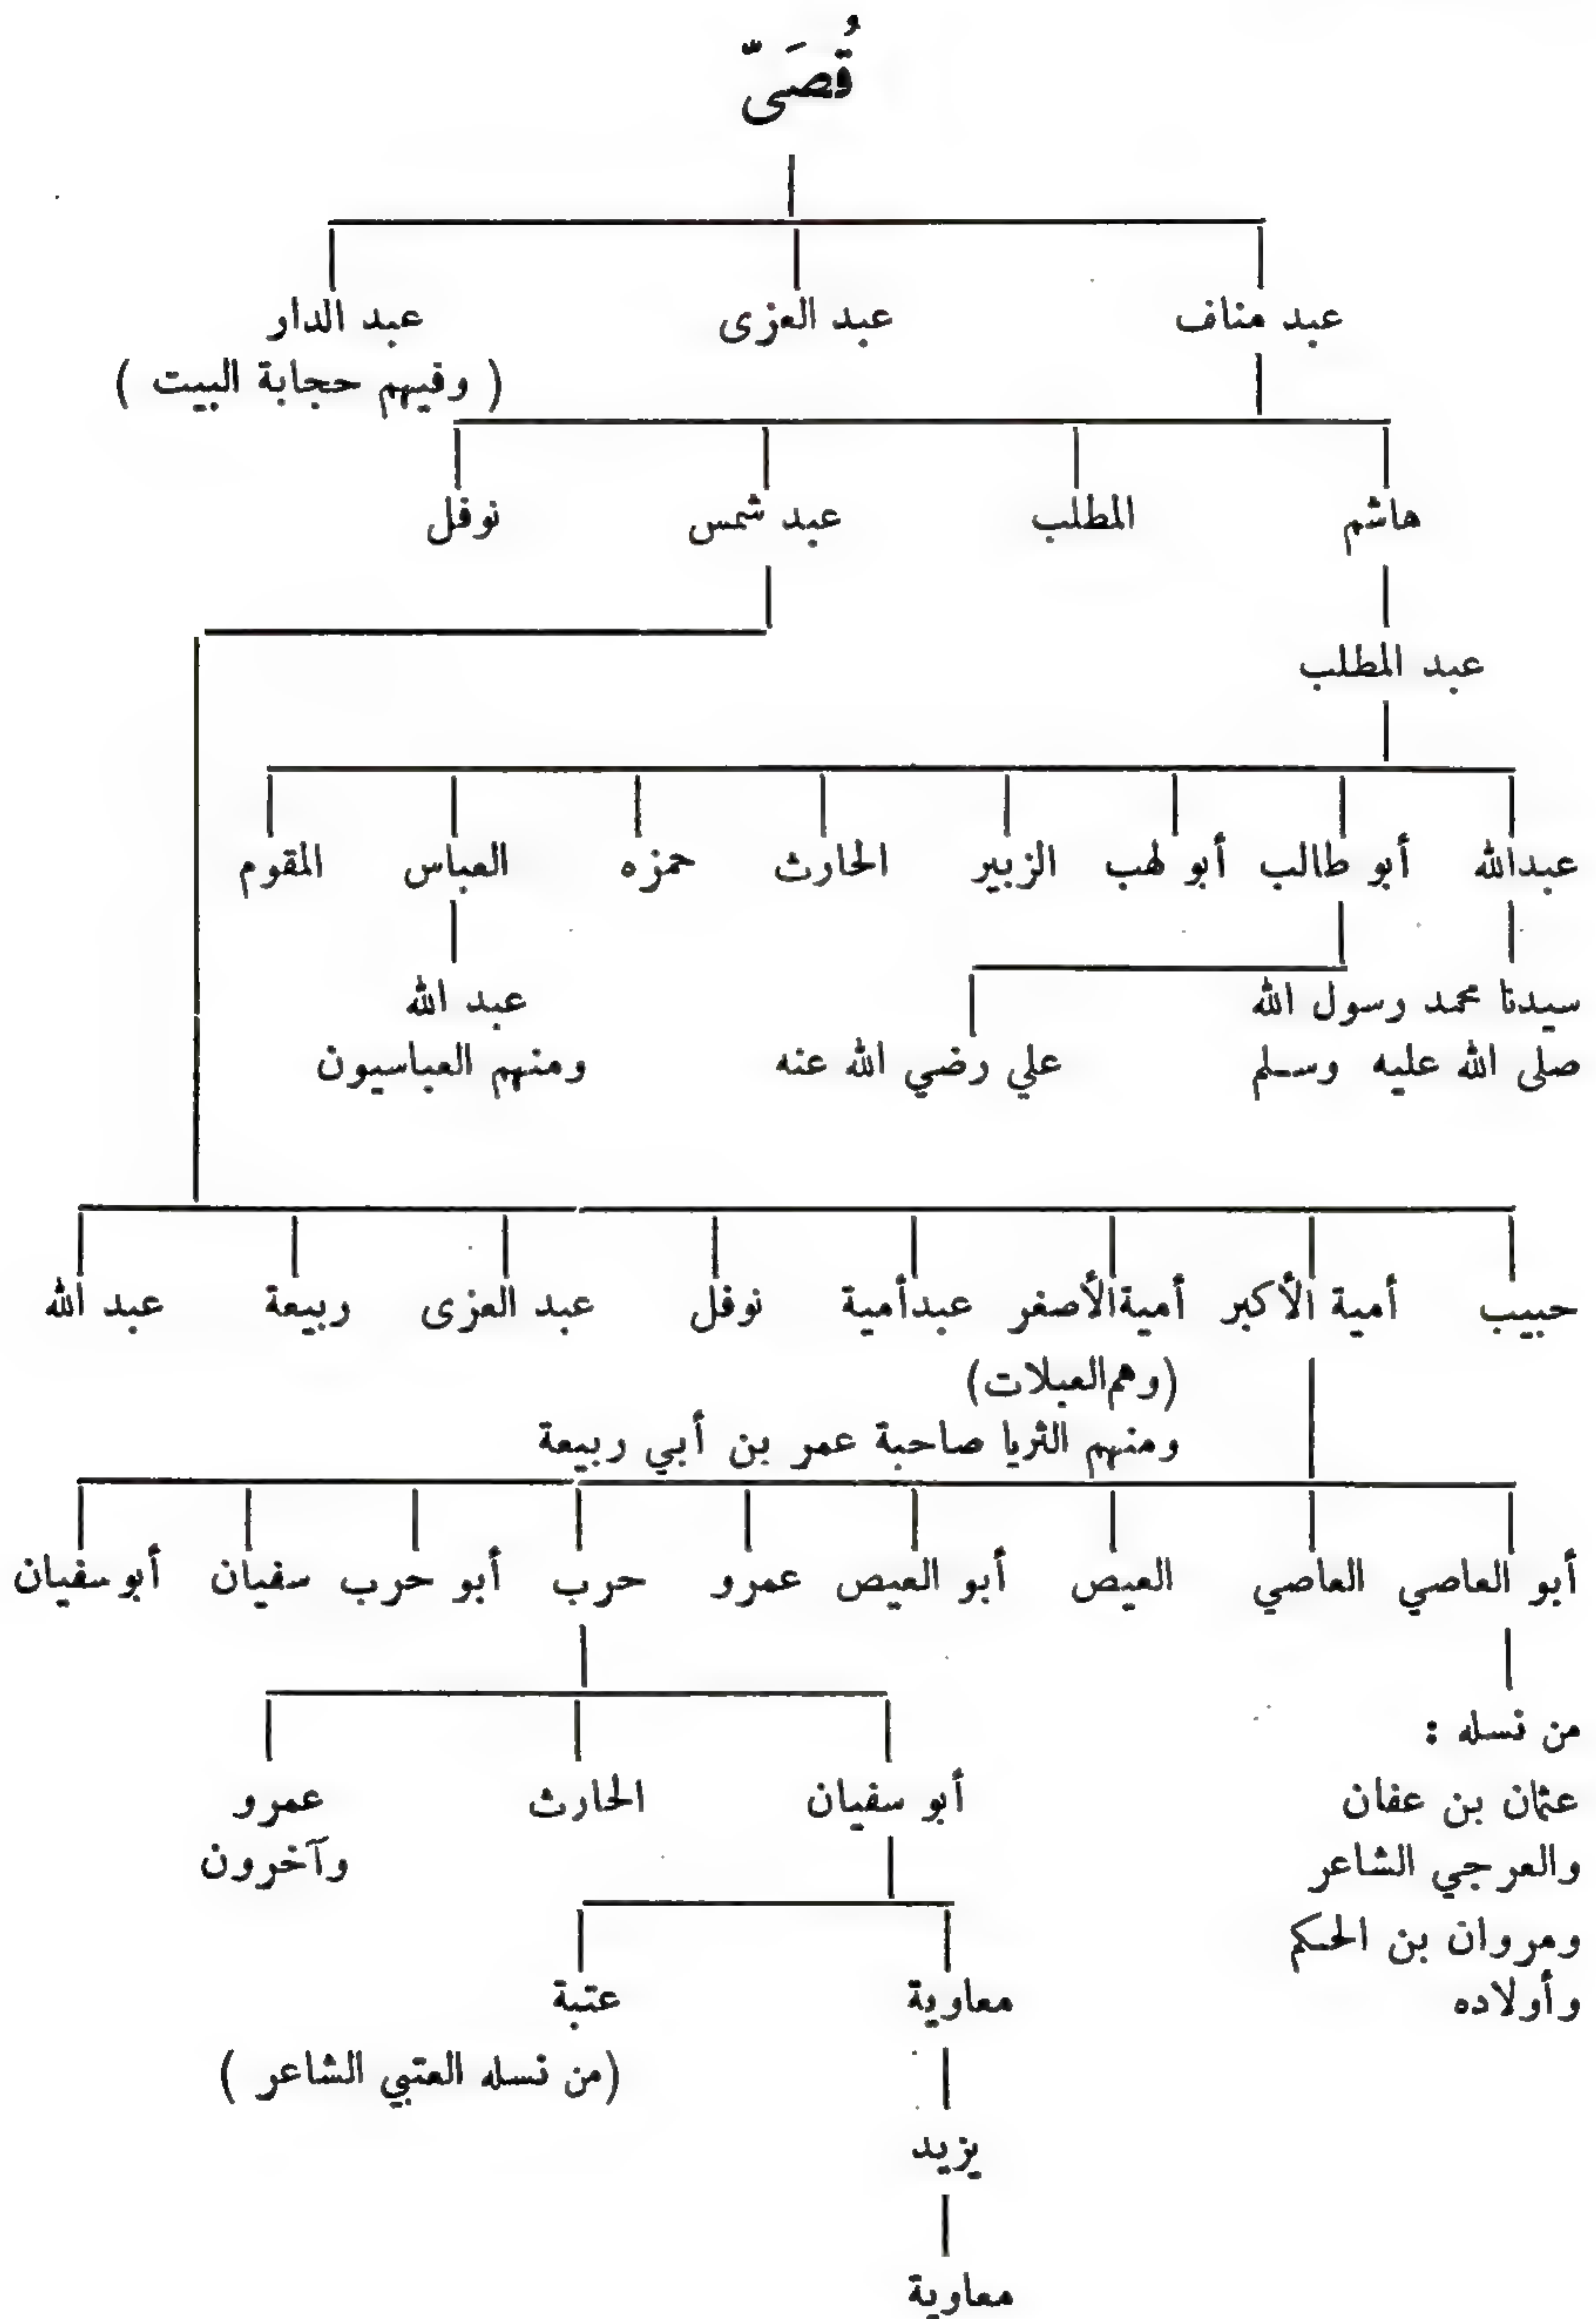 قُصَىّ
عبد مناف عبد العزى عبد الدار
( وفيهم حجابة البيت )
هاشم المطلب عبد شمس نوفل
عبد المطلب
عبدالله أبو طالب أبو لهب الزبير الحارث حمزه العباس المقوم
سيدنا محمد رسول الله عبد الله
صلى الله عليه وسلم علي رضي الله عنه ومنهم العباسيون
حبيب أمية الأكبر أمية الأصغر عبدأمية نوفل عبد العزى ربيعة عبد الله
(وهم العبلات)
ومنهم الثريا صاحبة عمر بن أبي ربيعة
أبو العاصي العاصي العيص أبو العيص عمرو حرب أبو حرب سفيان أبو سفيان
من نسله :
عثمان بن عفان أبو سفيان الحارث عمرو
والعرجي الشاعر وآخرون
ومروان بن الحكم
وأولاده معاوية عتبة
(من نسله العتبي الشاعر )
يزيد
معاوية